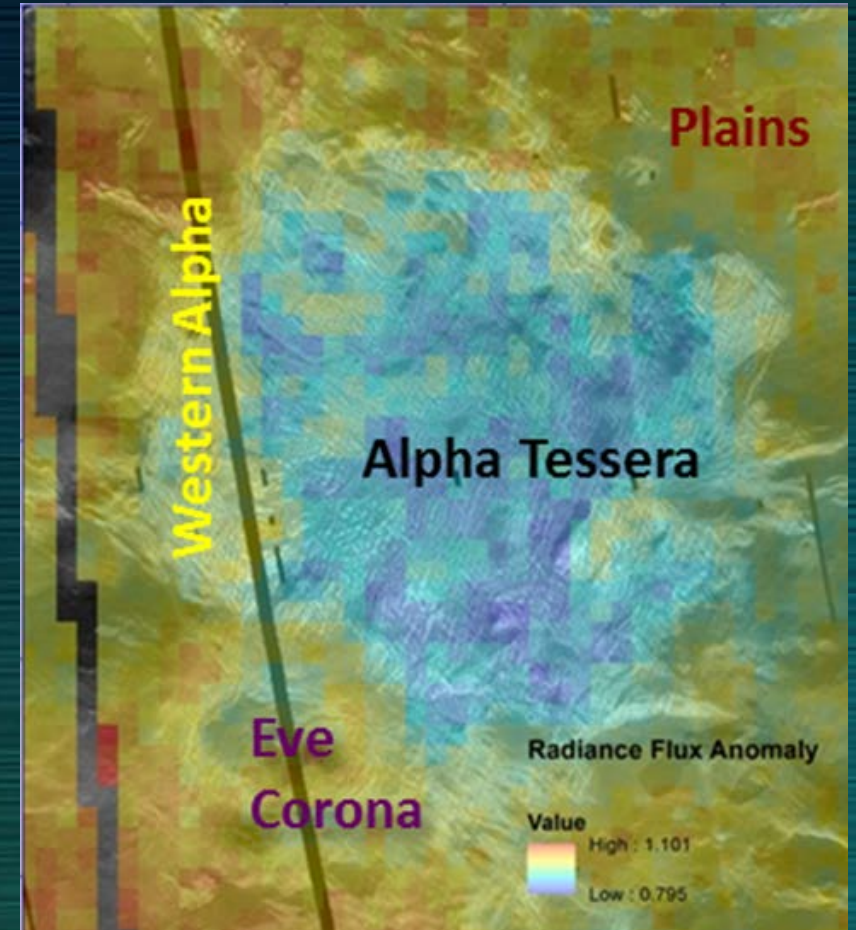 Plains
Western Alpha
Alpha Tessera
Eve
Corona
Radiance Flux Anomaly
Value
High : 1.101
Low : 0.795